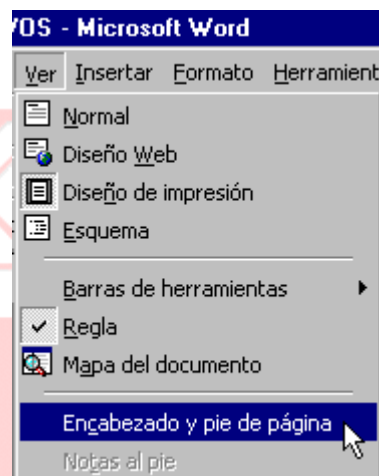 OS - Microsoft Word
Ver Insertar Formato Herramient
Normal
Diseño Web
Diseño de impresión
Esquema
Barras de herramientas
Regla
Mapa del documento
Encabezado y pie de página
Notas al pie